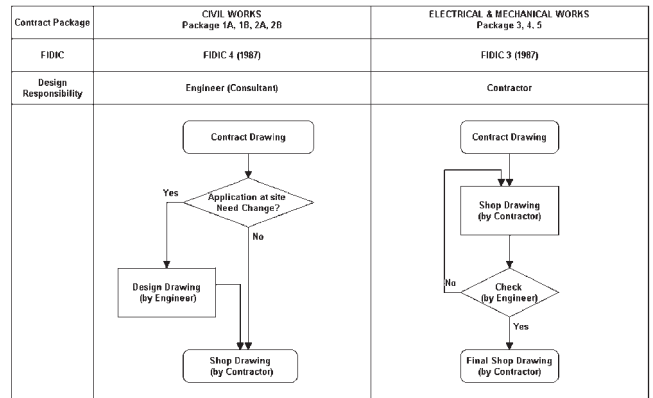 Contract Package
CIVIL WORKS
Package 1A, 1B, 2A, 2B
ELECTRICAL & MECHANICAL WORKS
Package 3, 4, 5
FIDIC
FIDIC 4 (1987)
FIDIC 3 (1987)
Design
Responsibility
Engineer (Consultant)
Contractor
Contract Drawing
Application at site
Need Change?
Yes
No
Design Drawing
(by Engineer)
Shop Drawing
(by Contractor)
Contract Drawing
Shop Drawing
(by Contractor)
No
Check
(by Engineer)
Yes
Final Shop Drawing
(by Contractor)